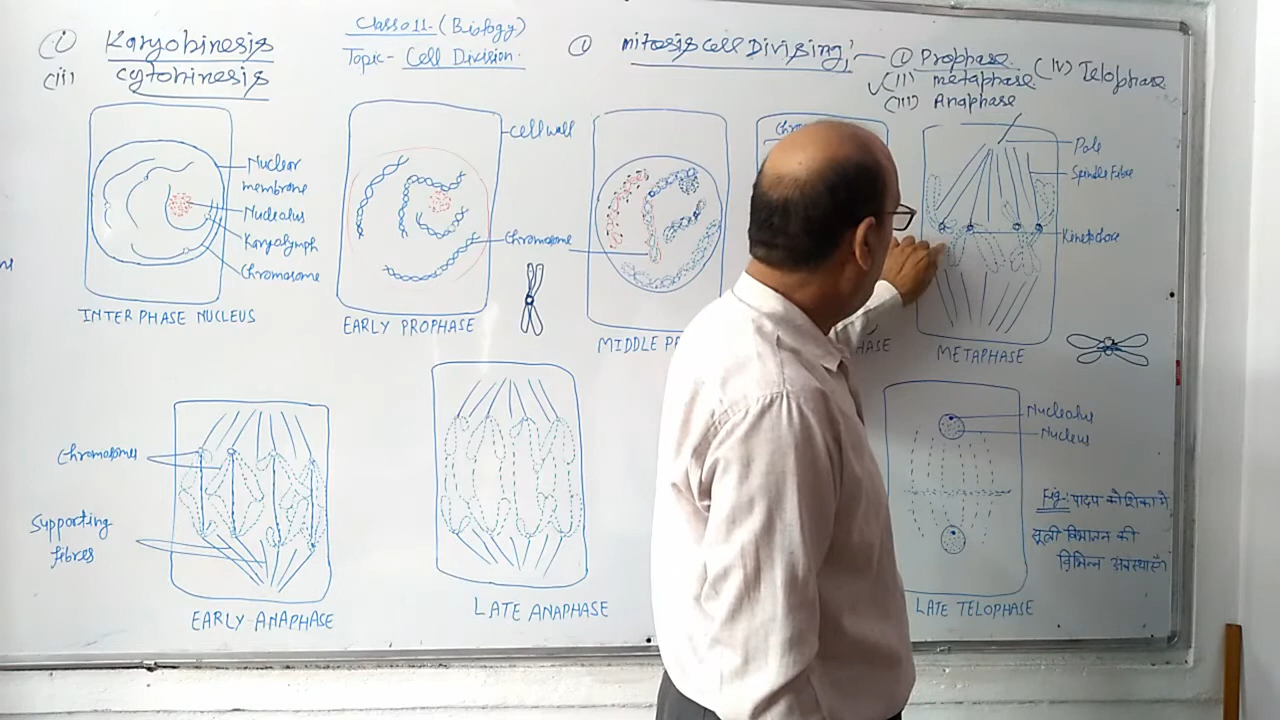 (i) Karyokinesis
(ii) cytokinesis
Class 11 - (Biology)
Topic - Cell Division.
(i) mitosis cell Divising;- (i) Prophase.
(ii) metaphase
(iii) Anaphase
(iv) Telophase
Nuclear
membrane
Nucleolus
Karyolymph
Chromosome
INTERPHASE NUCLEUS
cell wall
Chromosome
EARLY PROPHASE
MIDDLE
Pole
Spindle Fibre
Kinetochore
METAPHASE
Chromosomes
Supporting
fibres
EARLY ANAPHASE
LATE ANAPHASE
Nucleolus
Nucleus
LATE TELOPHASE
Fig:- पादप कोशिका मे
सूत्री विभाजन की
विभिन्न अवस्थाएँ